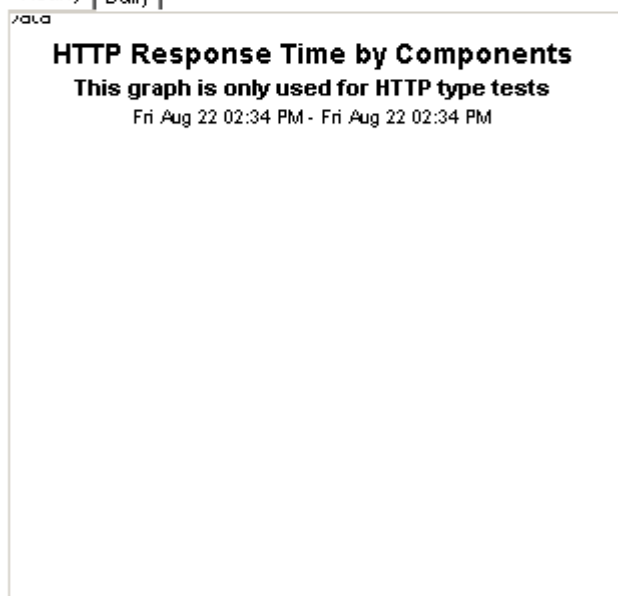 Daily
HTTP Response Time by Components
This graph is only used for HTTP type tests
Fri Aug 22 02:34 PM - Fri Aug 22 02:34 PM